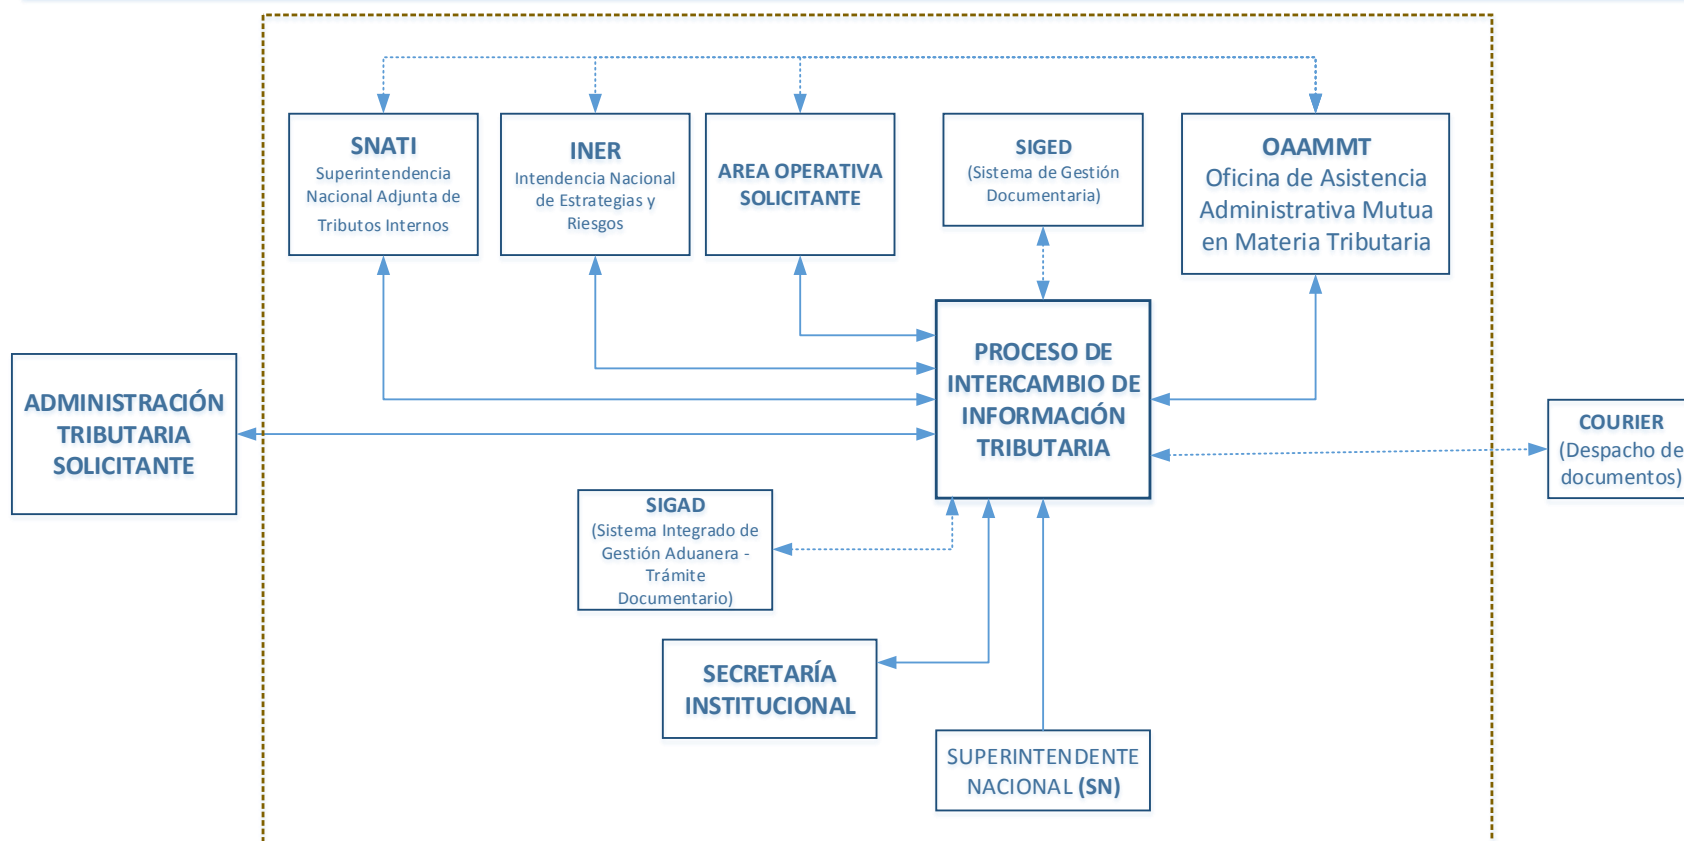 SNATI
Superintendencia
Nacional Adjunta de
Tributos Internos
INER
Intendencia Nacional
de Estrategias y
Riesgos
AREA OPERATIVA
SOLICITANTE
SIGED
(Sistema de Gestión
Documentaria)
OAAMMT
Oficina de Asistencia
Administrativa Mutua
en Materia Tributaria
ADMINISTRACIÓN
TRIBUTARIA
SOLICITANTE
PROCESO DE
INTERCAMBIO DE
INFORMACIÓN
TRIBUTARIA
COURIER
(Despacho de
documentos)
SIGAD
(Sistema Integrado de
Gestión Aduanera -
Trámite
Documentario)
SECRETARÍA
INSTITUCIONAL
SUPERINTENDENTE
NACIONAL (SN)